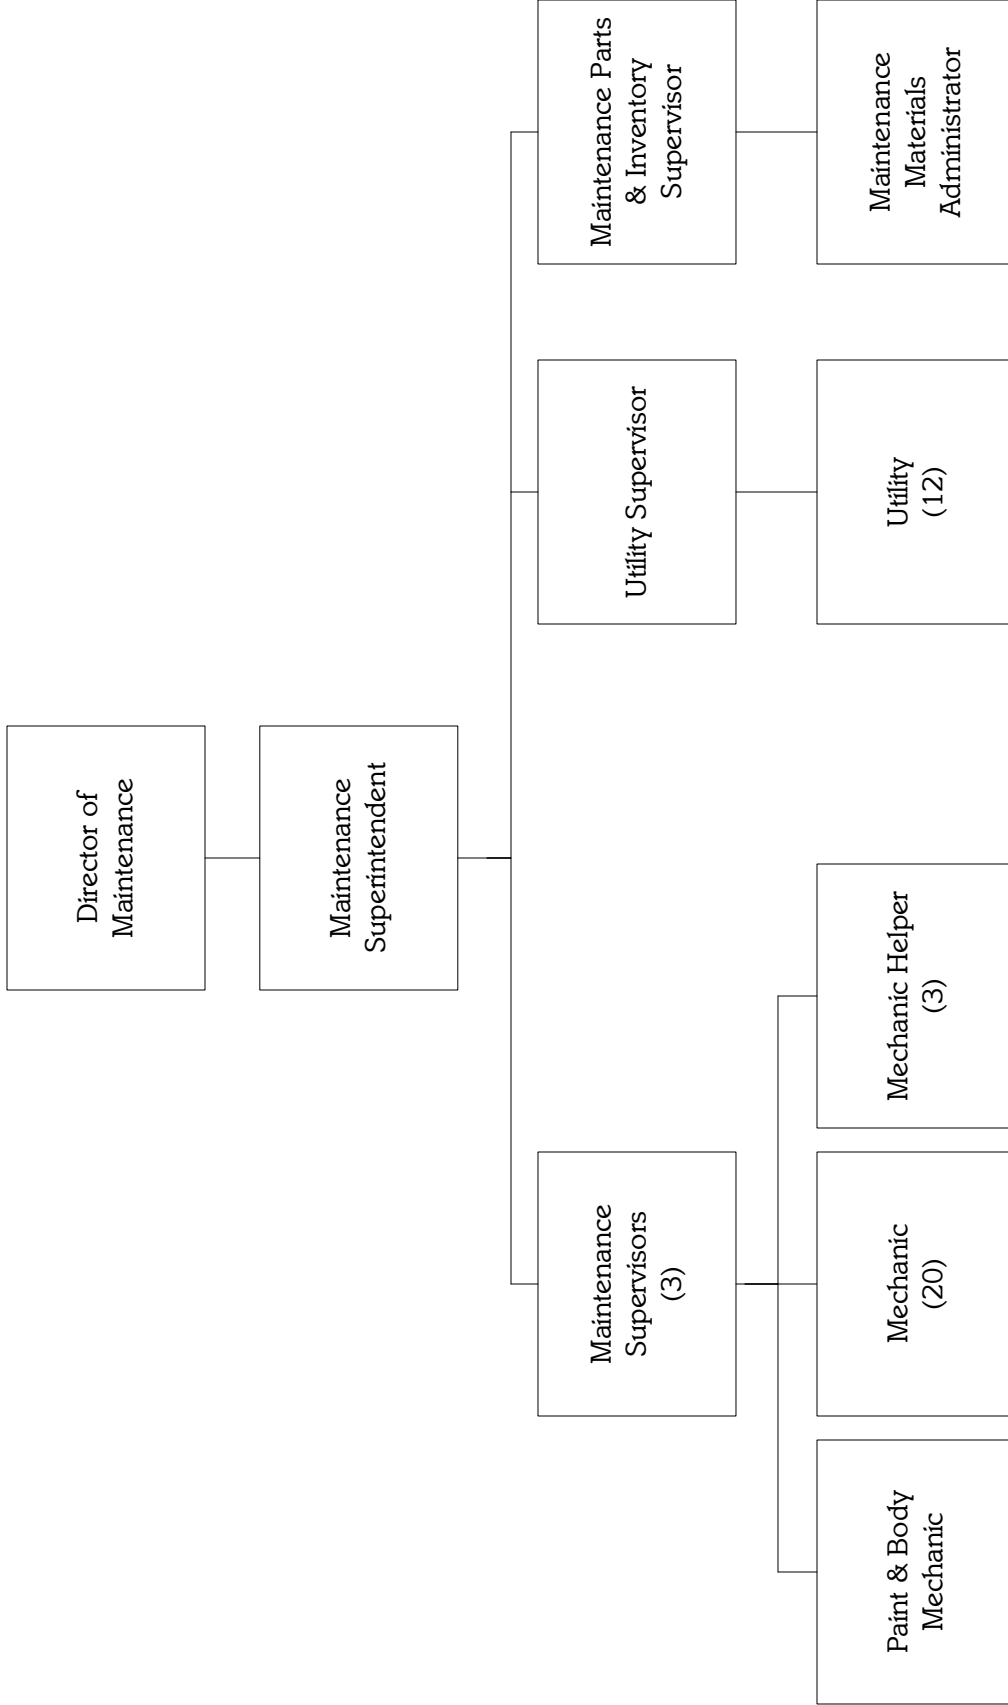 Director of
Maintenance
Maintenance
Superintendent
Maintenance
Supervisors
(3)
Utility Supervisor
Maintenance Parts
& Inventory
Supervisor
Paint & Body
Mechanic
Mechanic
(20)
Mechanic Helper
(3)
Utility
(12)
Maintenance
Materials
Administrator